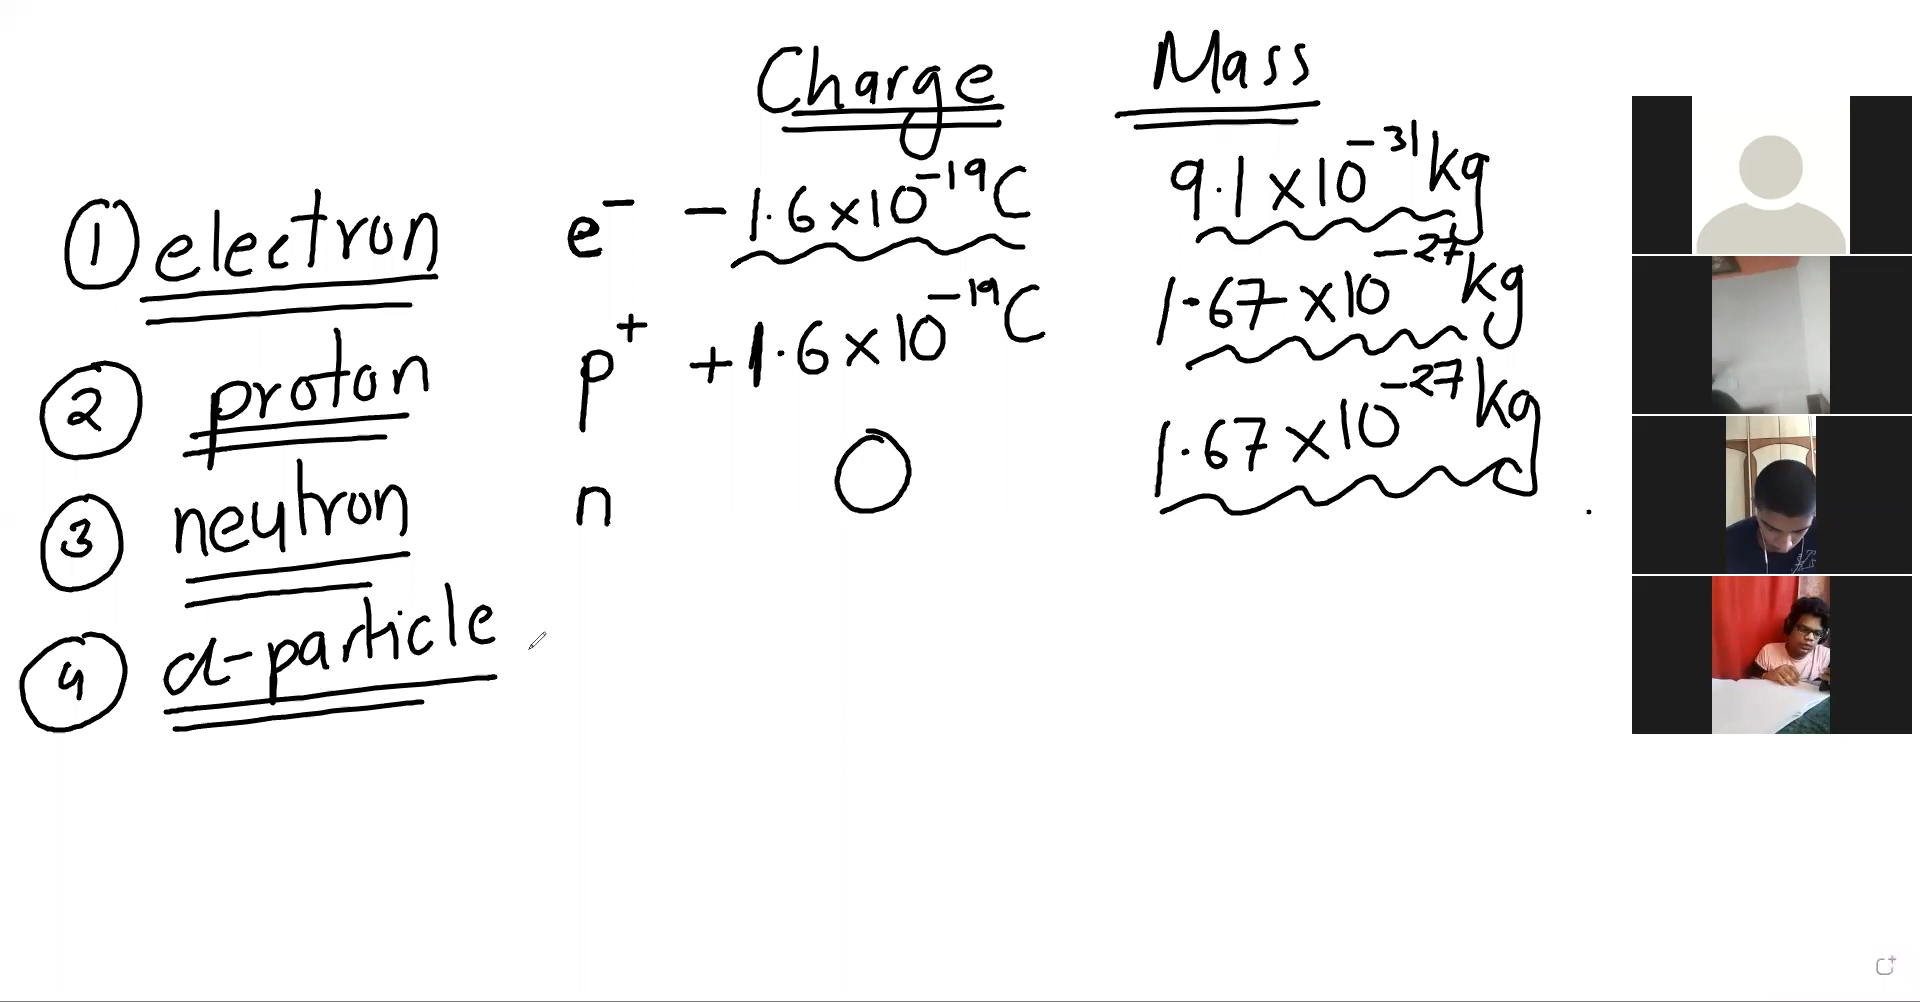 Charge Mass
① electron e⁻ -1.6×10⁻¹⁹C 9.1×10⁻³¹kg
② proton p⁺ +1.6×10⁻¹⁹C 1.67×10⁻²⁷kg
③ neutron n 0 1.67×10⁻²⁷kg
④ α-particle